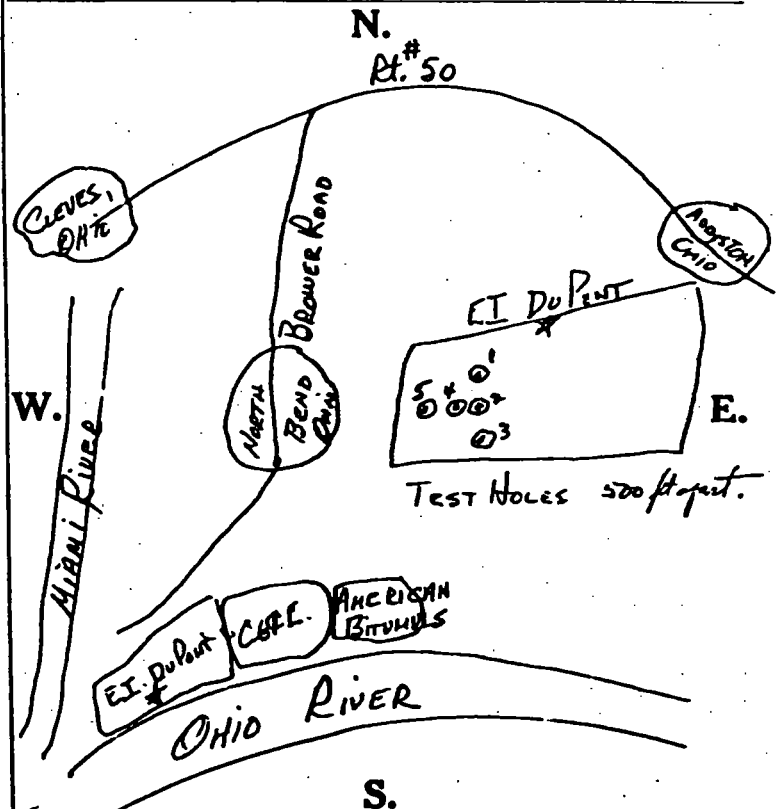 N.
Rt.# 50
CLEVES,
OHIO
ADDYSTON
OHIO
BROWER ROAD
EI DUPONT
1
5 4 2
3
W.
E.
NORTH BEND OHIO
MIAMI RIVER
TEST HOLES 500 ft apart.
AMERICAN
BITUMULS
E.I. DUPONT
OHIO RIVER
S.